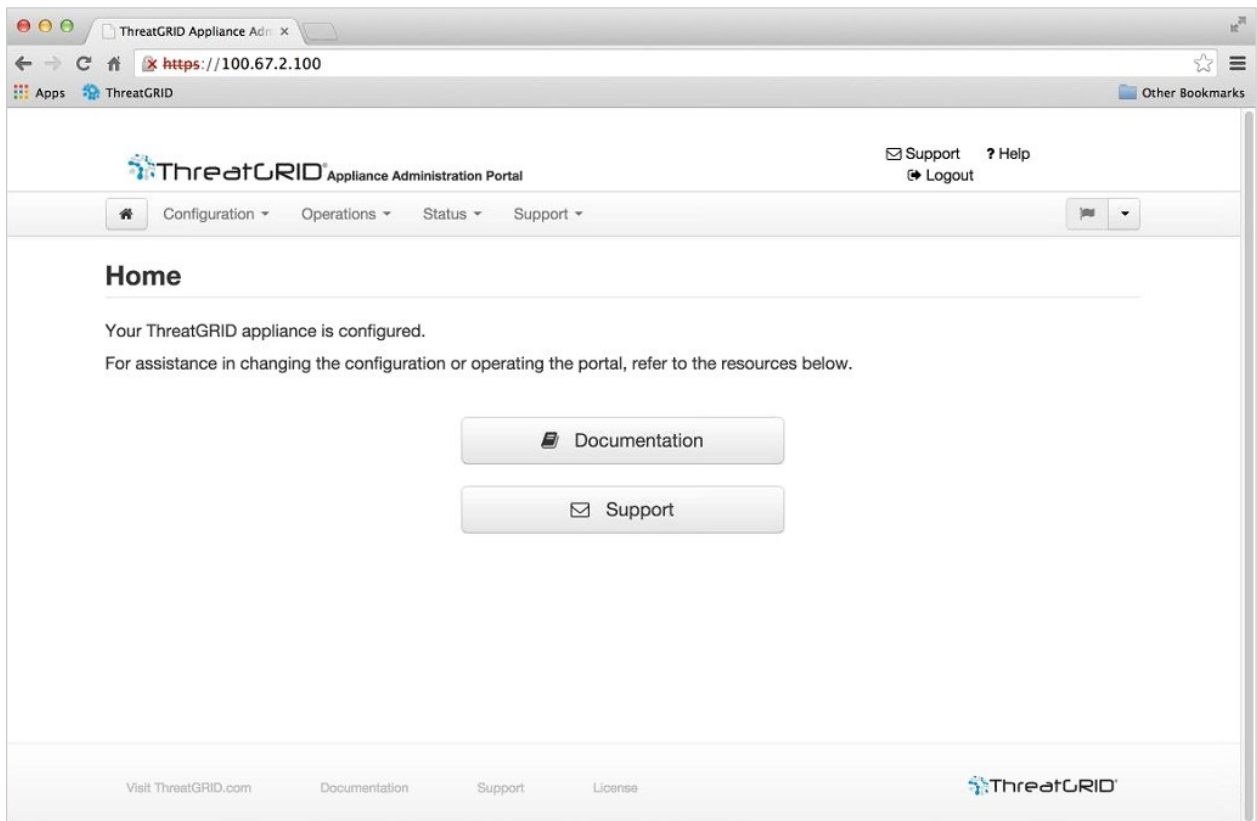 ThreatGRID Appliance Adm
https://100.67.2.100
Apps ThreatGRID Other Bookmarks
ThreatGRID® Appliance Administration Portal
Support ? Help
Logout
Configuration Operations Status Support
Home
Your ThreatGRID appliance is configured.
For assistance in changing the configuration or operating the portal, refer to the resources below.
Documentation
Support
Visit ThreatGRID.com Documentation Support License ThreatGRID®